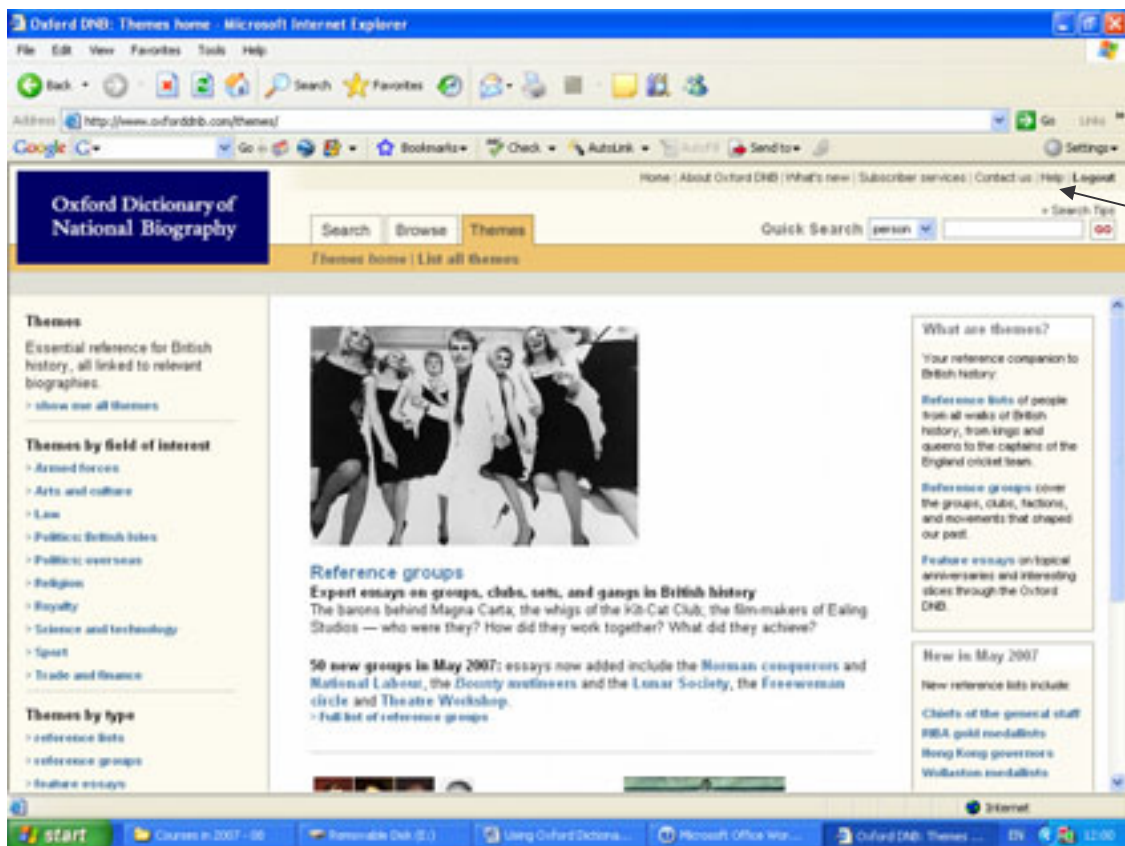 Oxford DNB: Themes home - Microsoft Internet Explorer
File Edit View Favorites Tools Help
Back Search Favorites
Address http://www.oxforddnb.com/themes/ Go Links
Google G Go Bookmarks Check AutoLink AutoFill Send to Settings
Home | About Oxford DNB | What's new | Subscriber services | Contact us | Help | Logout
Oxford Dictionary of
National Biography
» Search Tips
Search Browse Themes Quick Search person GO
Themes home | List all themes
Themes
Essential reference for British
history, all linked to relevant
biographies.
> show me all themes
Themes by field of interest
> Armed forces
> Arts and culture
> Law
> Politics: British Isles
> Politics: overseas
> Religion
> Royalty
> Science and technology
> Sport
> Trade and finance
Themes by type
> reference lists
> reference groups
> feature essays
Reference groups
Expert essays on groups, clubs, sets, and gangs in British history
The barons behind Magna Carta; the whigs of the Kit-Cat Club; the film-makers of Ealing
Studios — who were they? How did they work together? What did they achieve?
50 new groups in May 2007: essays now added include the Norman conquerors and
National Labour, the Bounty mutineers and the Lunar Society, the Freewoman
circle and Theatre Workshop.
> Full list of reference groups
What are themes?
Your reference companion to
British history:
Reference lists of people
from all walks of British
history, from kings and
queens to the captains of the
England cricket team.
Reference groups cover
the groups, clubs, factions,
and movements that shaped
our past.
Feature essays on topical
anniversaries and interesting
slices through the Oxford
DNB.
New in May 2007
New reference lists include:
Chiefs of the general staff
RIBA gold medallists
Hong Kong governors
Wollaston medallists
Internet
start Courses in 2007 - 08 Removable Disk (E:) Using Oxford Dictiona... Microsoft Office Wor... Oxford DNB: Themes ... EN 12:00